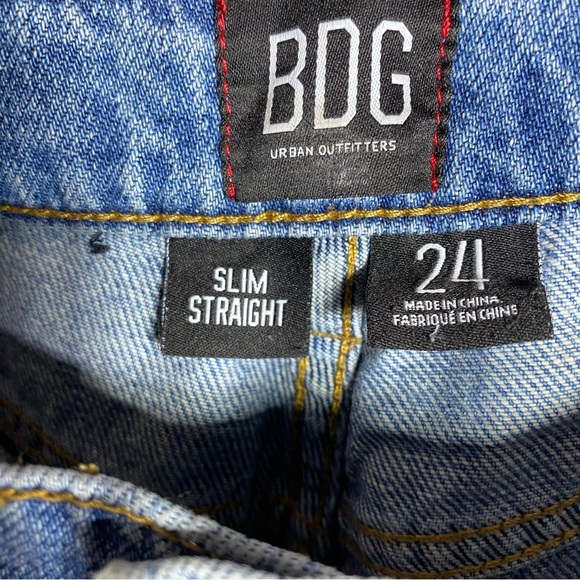 BDG
URBAN OUTFITTERS
SLIM
STRAIGHT
24
MADE IN CHINA
FABRIQUÉ EN CHINE